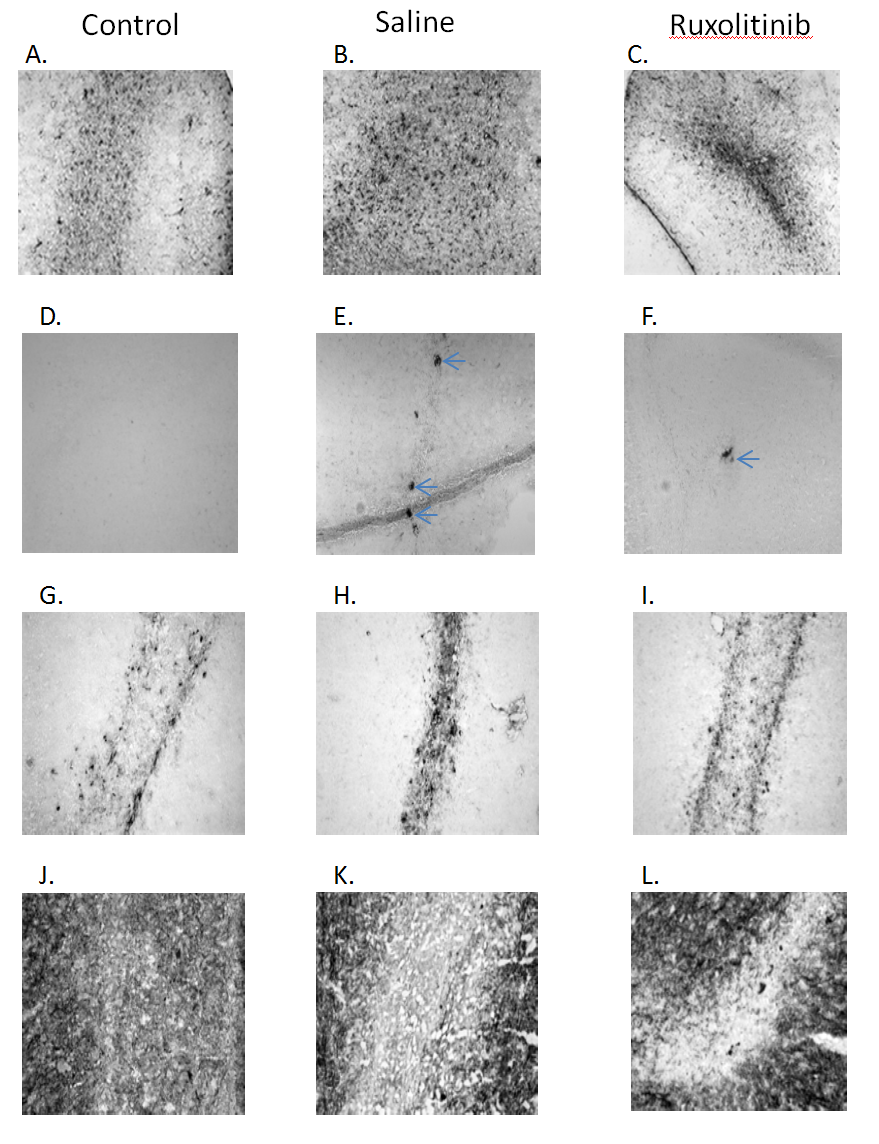 Control Saline Ruxolitinib
A. B. C.
D. E. F.
G. H. I.
J. K. L.